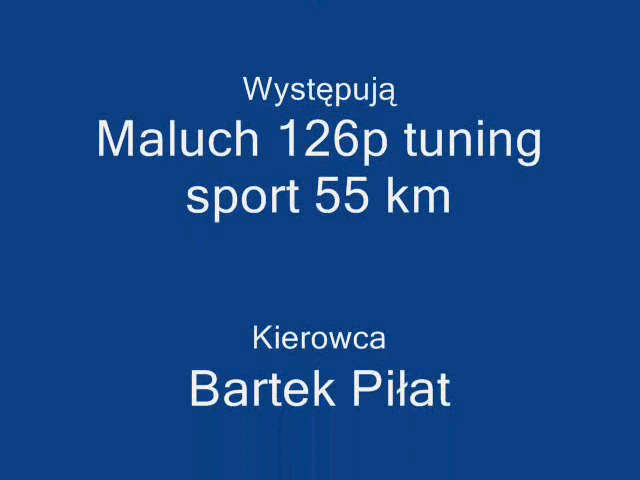 Występują
Maluch 126p tuning
sport 55 km
Kierowca
Bartek Piłat